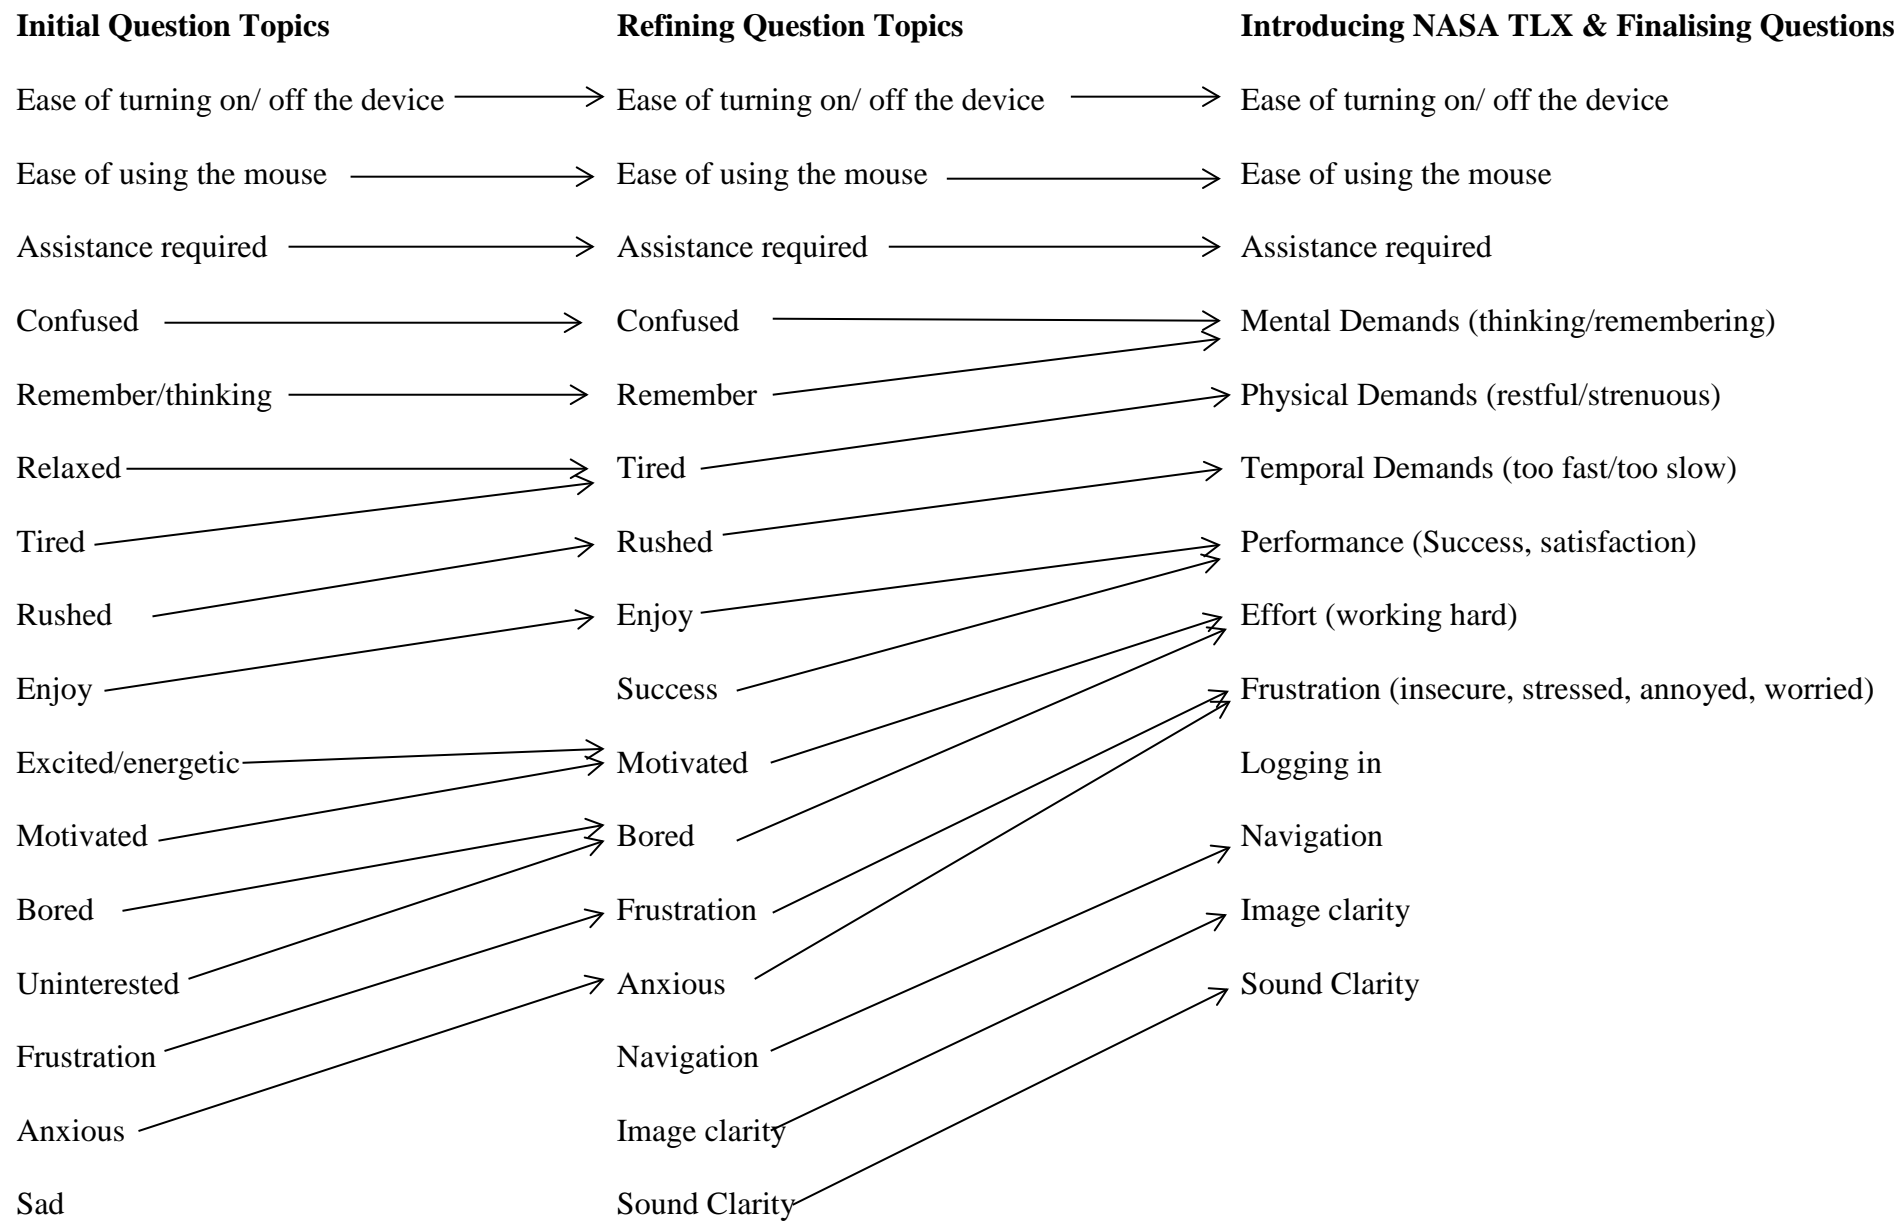 Initial Question Topics
Refining Question Topics
Introducing NASA TLX & Finalising Questions
Ease of turning on/ off the device
Ease of turning on/ off the device
Ease of turning on/ off the device
Ease of using the mouse
Ease of using the mouse
Ease of using the mouse
Assistance required
Assistance required
Assistance required
Confused
Confused
Mental Demands (thinking/remembering)
Remember/thinking
Remember
Physical Demands (restful/strenuous)
Relaxed
Tired
Temporal Demands (too fast/too slow)
Tired
Rushed
Performance (Success, satisfaction)
Rushed
Enjoy
Effort (working hard)
Enjoy
Success
Frustration (insecure, stressed, annoyed, worried)
Excited/energetic
Motivated
Logging in
Motivated
Bored
Navigation
Bored
Frustration
Image clarity
Uninterested
Anxious
Sound Clarity
Frustration
Navigation
Anxious
Image clarity
Sad
Sound Clarity